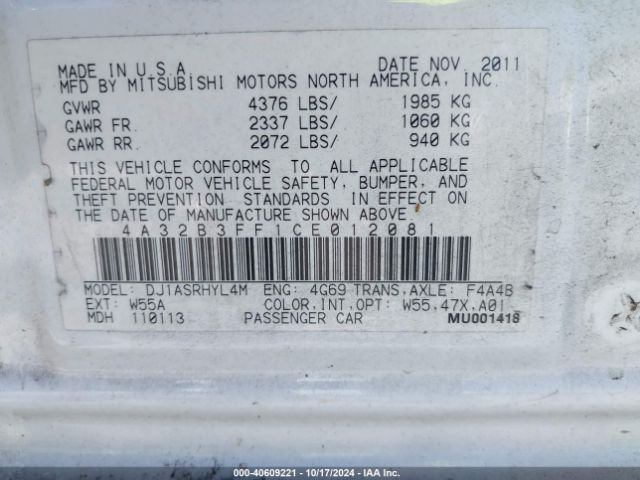 MADE IN U.S.A DATE NOV. 2011
MFD BY MITSUBISHI MOTORS NORTH AMERICA, INC.
GVWR 4376 LBS/ 1985 KG
GAWR FR. 2337 LBS/ 1060 KG
GAWR RR. 2072 LBS/ 940 KG
THIS VEHICLE CONFORMS TO ALL APPLICABLE
FEDERAL MOTOR VEHICLE SAFETY, BUMPER, AND
THEFT PREVENTION STANDARDS IN EFFECT ON
THE DATE OF MANUFACTURE SHOWN ABOVE.
4A32B3FF1CE012081
MODEL: DJ1ASRHYL4M ENG: 4G69 TRANS,AXLE: F4A4B
EXT: W55A COLOR,INT,OPT: W55,47X,A01
MDH 110113 PASSENGER CAR MU001418
000-40609221 - 10/17/2024 - IAAI.com